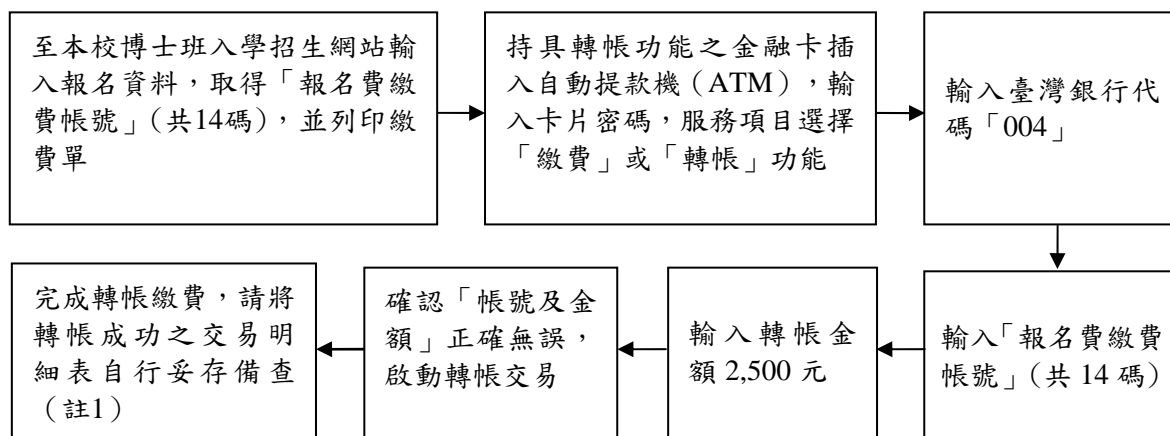 至本校博士班入學招生網站輸
入報名資料，取得「報名費繳
費帳號」（共14碼），並列印繳
費單
持具轉帳功能之金融卡插
入自動提款機（ATM），輸
入卡片密碼，服務項目選擇
「繳費」或「轉帳」功能
輸入臺灣銀行代
碼「004」
輸入「報名費繳費
帳號」（共 14 碼）
輸入轉帳金
額 2,500 元
確認「帳號及金
額」正確無誤，
啟動轉帳交易
完成轉帳繳費，請將
轉帳成功之交易明
細表自行妥存備查
（註1）